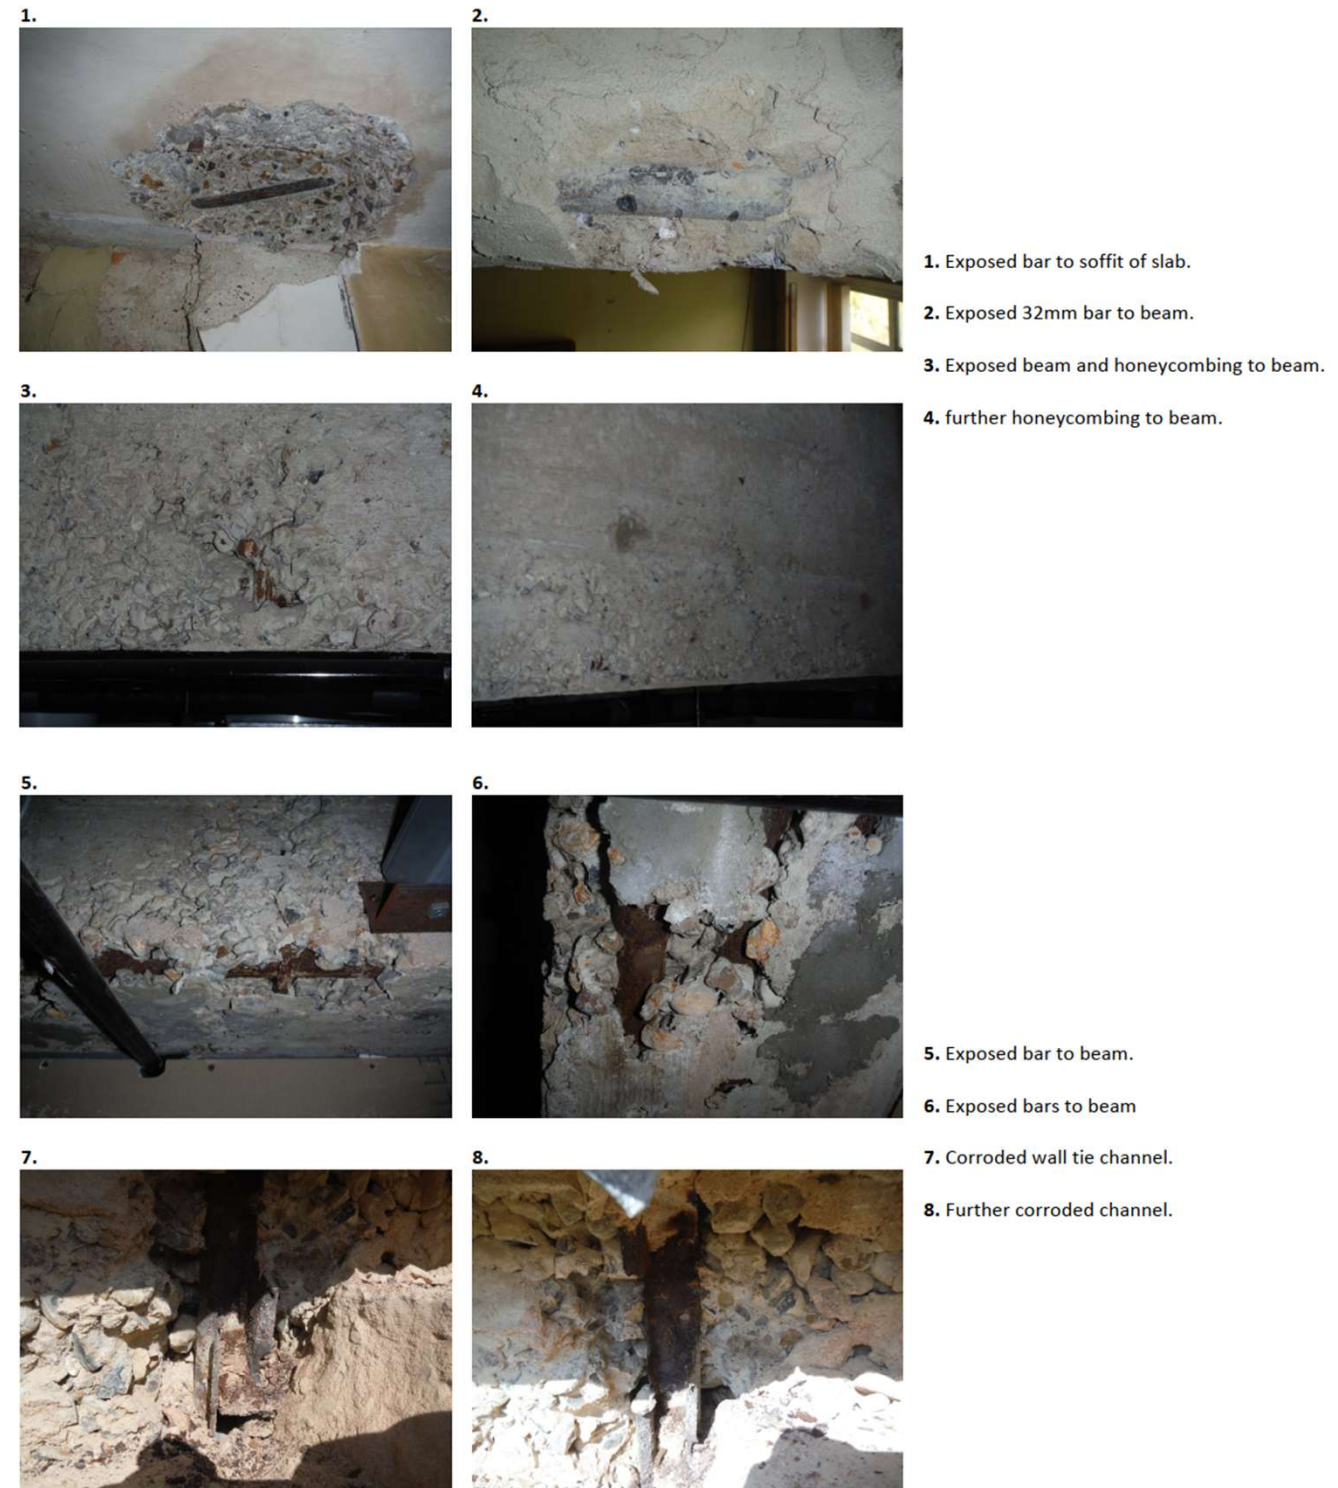 1.
2.
1. Exposed bar to soffit of slab.
2. Exposed 32mm bar to beam.
3. Exposed beam and honeycombing to beam.
4. further honeycombing to beam.
3.
4.
5.
6.
5. Exposed bar to beam.
6. Exposed bars to beam
7. Corroded wall tie channel.
8. Further corroded channel.
7.
8.